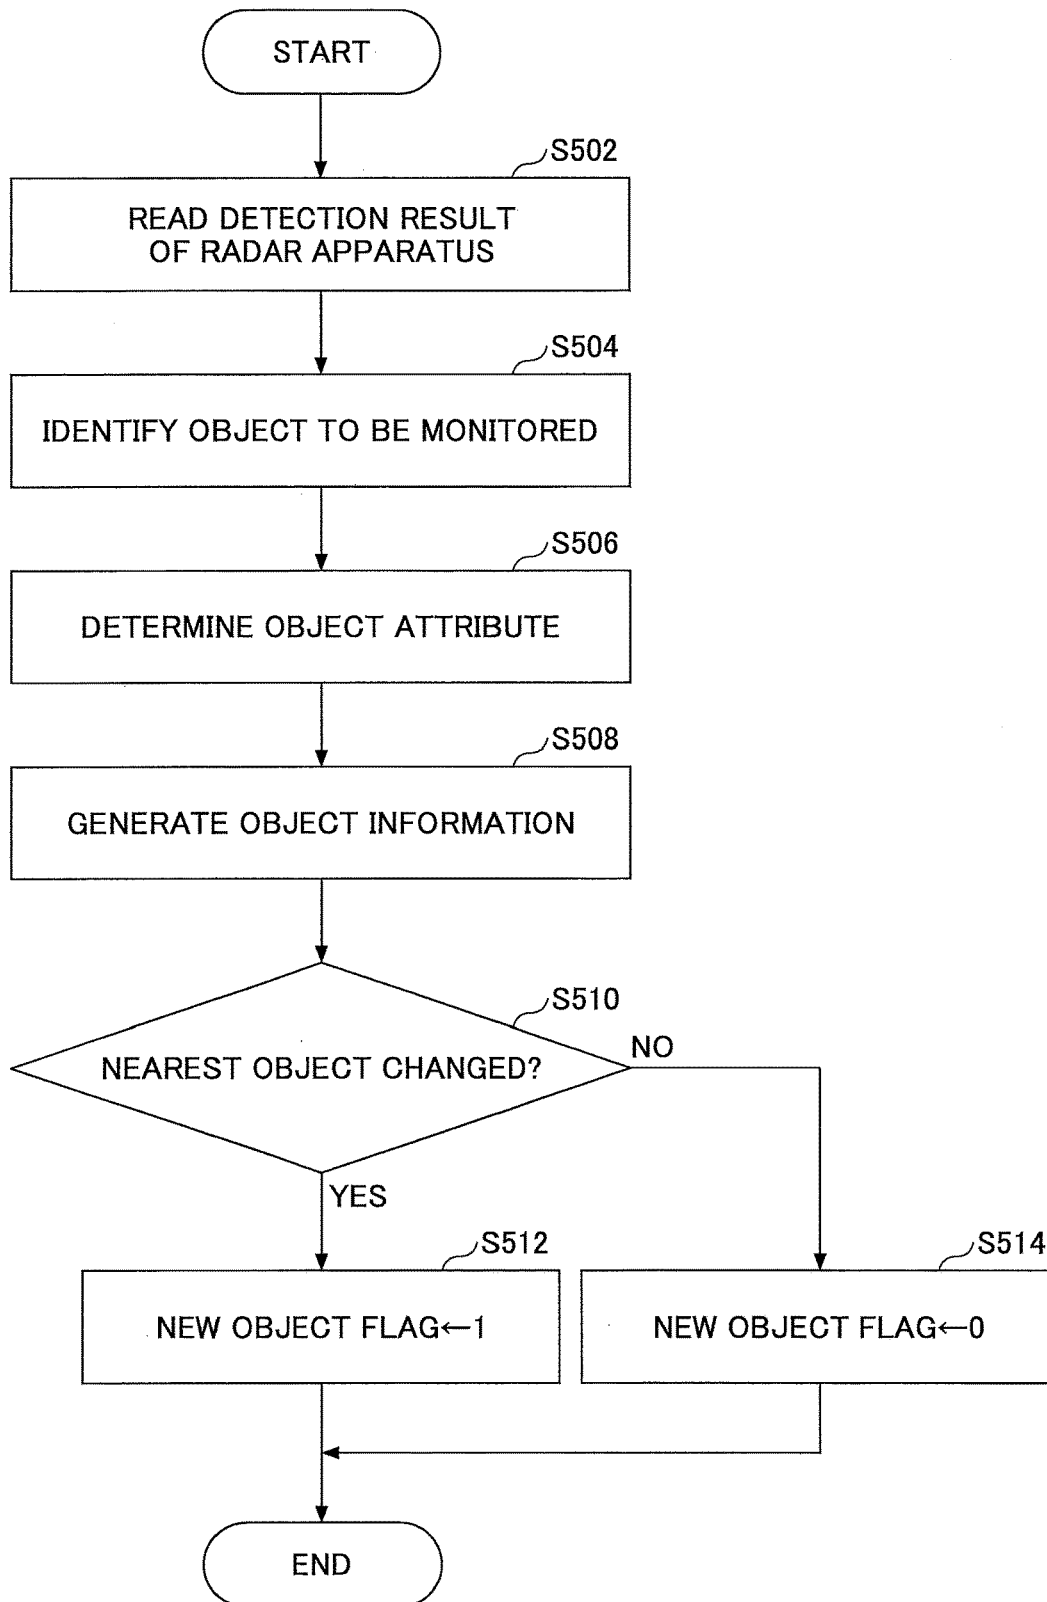 START
S502
READ DETECTION RESULT
OF RADAR APPARATUS
S504
IDENTIFY OBJECT TO BE MONITORED
S506
DETERMINE OBJECT ATTRIBUTE
S508
GENERATE OBJECT INFORMATION
S510
NEAREST OBJECT CHANGED?
NO
YES
S512
NEW OBJECT FLAG←1
S514
NEW OBJECT FLAG←0
END